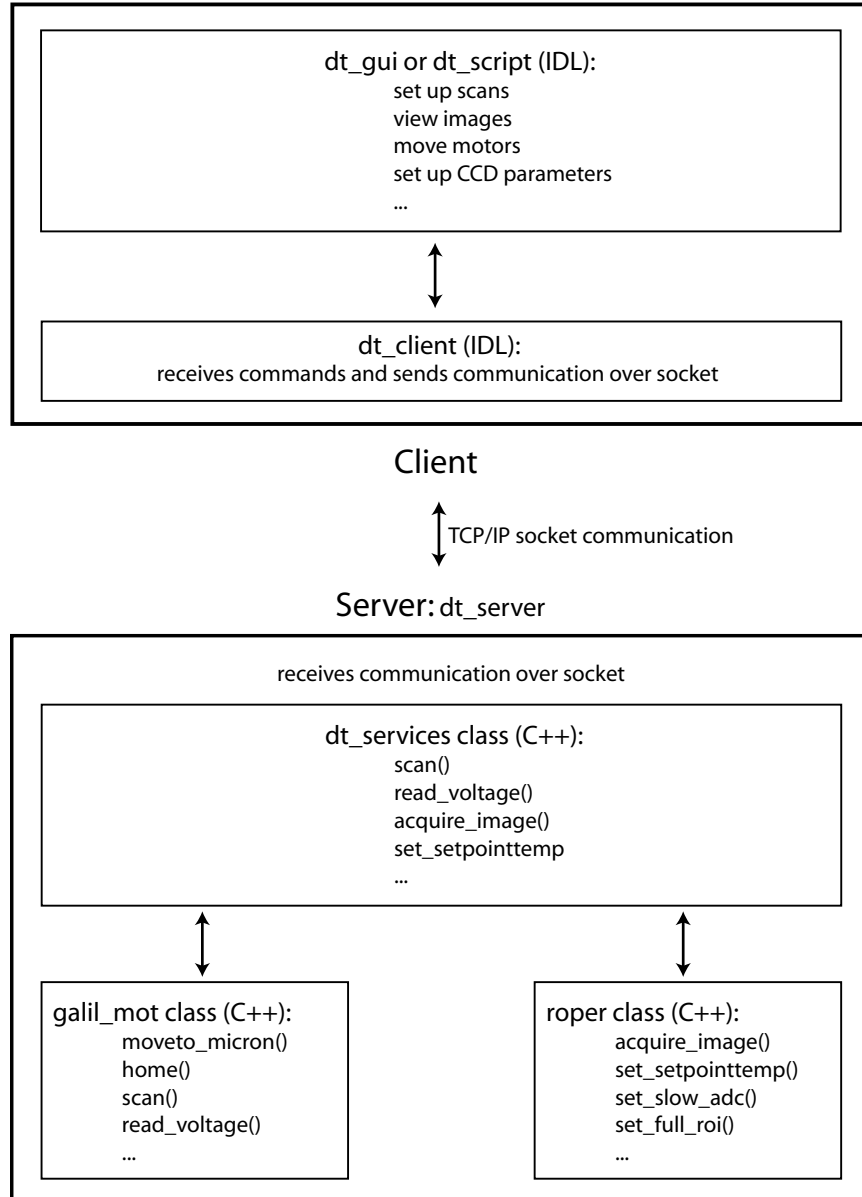 dt_gui or dt_script (IDL):
set up scans
view images
move motors
set up CCD parameters
...
dt_client (IDL):
receives commands and sends communication over socket
Client
TCP/IP socket communication
Server: dt_server
receives communication over socket
dt_services class (C++):
scan()
read_voltage()
acquire_image()
set_setpointtemp
...
galil_mot class (C++):
moveto_micron()
home()
scan()
read_voltage()
...
roper class (C++):
acquire_image()
set_setpointtemp()
set_slow_adc()
set_full_roi()
...